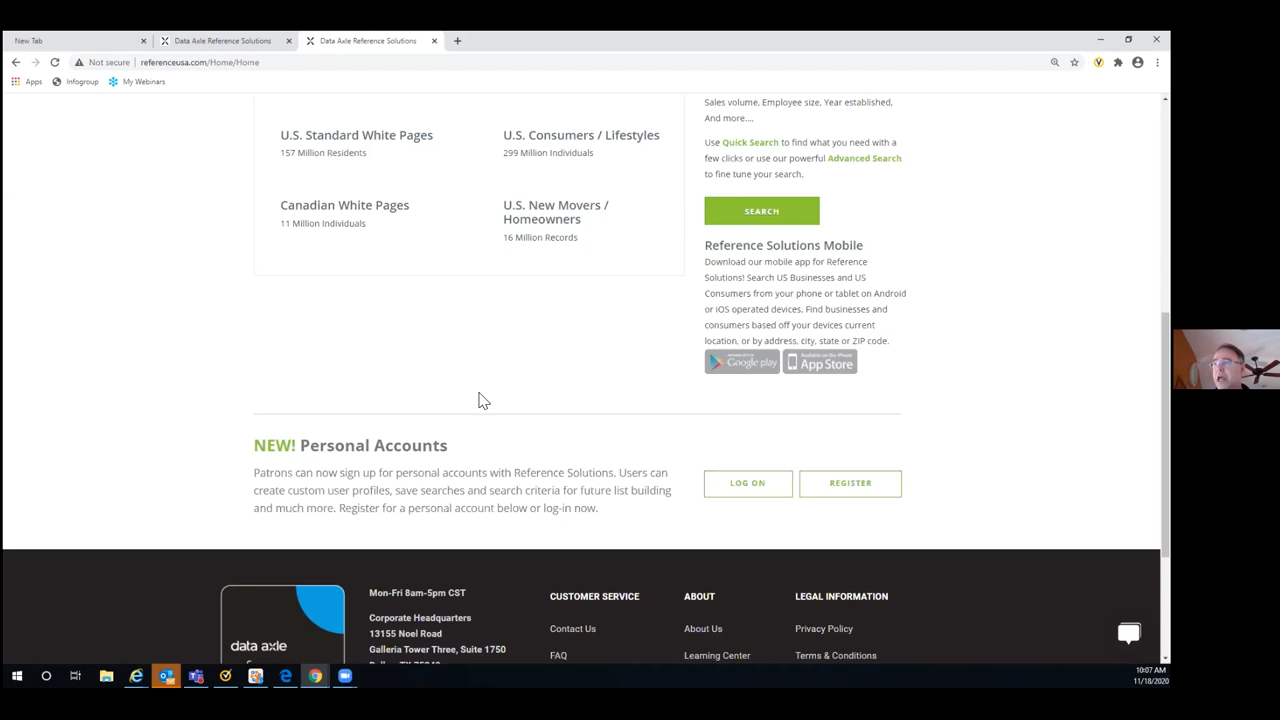 New Tab
Data Axle Reference Solutions
Data Axle Reference Solutions
Not secure
referenceusa.com/Home/Home
Apps
Infogroup
My Webinars
U.S. Standard White Pages
157 Million Residents
U.S. Consumers / Lifestyles
299 Million Individuals
Canadian White Pages
11 Million Individuals
U.S. New Movers /
Homeowners
16 Million Records
Sales volume, Employee size, Year established,
And more....
Use Quick Search to find what you need with a
few clicks or use our powerful Advanced Search
to fine tune your search.
SEARCH
Reference Solutions Mobile
Download our mobile app for Reference
Solutions! Search US Businesses and US
Consumers from your phone or tablet on Android
or iOS operated devices. Find businesses and
consumers based off your devices current
location, or by address, city, state or ZIP code.
Google play
App Store
NEW! Personal Accounts
Patrons can now sign up for personal accounts with Reference Solutions. Users can
create custom user profiles, save searches and search criteria for future list building
and much more. Register for a personal account below or log-in now.
LOG ON
REGISTER
data axle
Mon-Fri 8am-5pm CST
Corporate Headquarters
13155 Noel Road
Galleria Tower Three, Suite 1750
CUSTOMER SERVICE
Contact Us
FAQ
ABOUT
About Us
Learning Center
LEGAL INFORMATION
Privacy Policy
Terms & Conditions
10:07 AM
11/18/2020